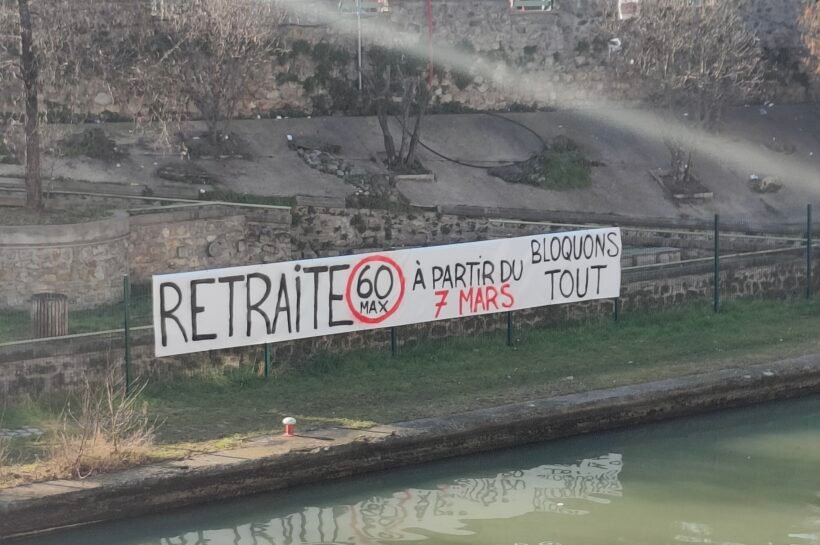 RETRAITE
60
MAX
À PARTIR DU
7 MARS
BLOQUONS
TOUT